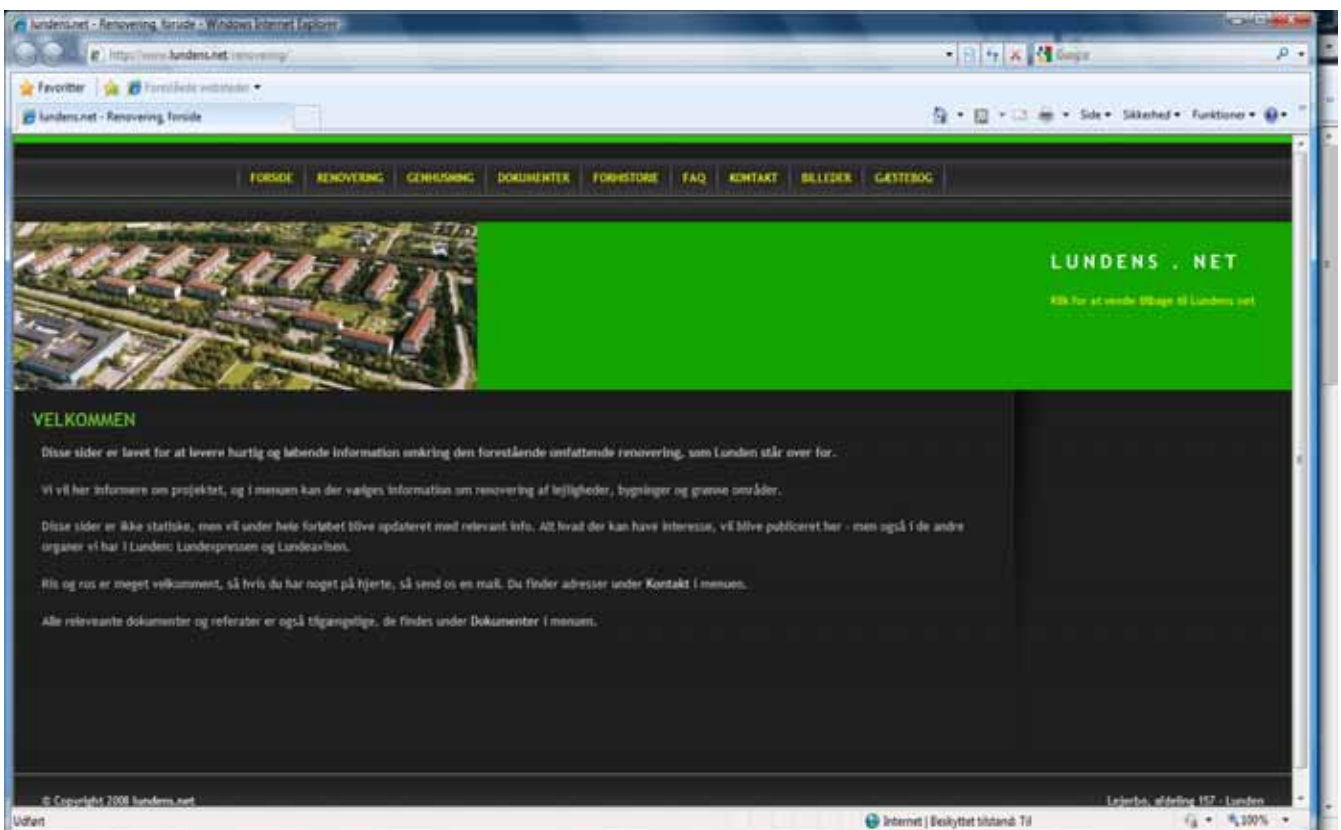 lundens.net - Renovering, forside - Windows Internet Explorer
http://www.lundens.net/renovering/
Google
Favoritter
Foreslåede websteder
lundens.net - Renovering, forside
Side Sikkerhed Funktioner
FORSIDE RENOVERING GENHUSNING DOKUMENTER FORHISTORIE FAQ KONTAKT BILLEDER GÆSTEBOG
LUNDENS . NET
Klik for at vende tilbage til Lundens net
VELKOMMEN
Disse sider er lavet for at levere hurtig og løbende information omkring den forestående omfattende renovering, som Lunden står over for.
Vi vil her informere om projektet, og i menuen kan der vælges information om renovering af lejligheder, bygninger og grønne områder.
Disse sider er ikke statiske, men vil under hele forløbet blive opdateret med relevant info. Alt hvad der kan have interesse, vil blive publiceret her - men også i de andre
organer vi har i Lunden: Lundexpressen og Lundeavisen.
Ris og ros er meget velkomment, så hvis du har noget på hjerte, så send os en mail. Du finder adresser under Kontakt i menuen.
Alle releveante dokumenter og referater er også tilgængelige, de findes under Dokumenter i menuen.
© Copyright 2008 lundens.net
Lejerbo, afdeling 157 - Lunden
Udført
Internet | Beskyttet tilstand: Til
100%